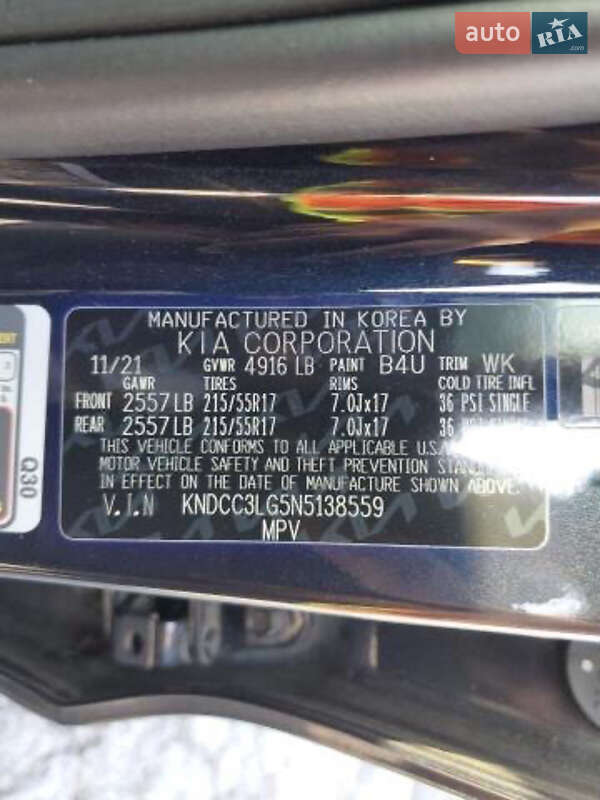 auto RIA .com
MANUFACTURED IN KOREA BY
KIA CORPORATION
11/21 GVWR 4916 LB PAINT B4U TRIM WK
GAWR TIRES RIMS COLD TIRE INFL
FRONT 2557 LB 215/55R17 7.0Jx17 36 PSI SINGLE
REAR 2557 LB 215/55R17 7.0Jx17 36
THIS VEHICLE CONFORMS TO ALL APPLICABLE U.S.A
MOTOR VEHICLE SAFETY AND THEFT PREVENTION
IN EFFECT ON THE DATE OF MANUFACTURE SHOWN ABOVE.
V.I.N KNDCC3LG5N5138559
MPV
Q30